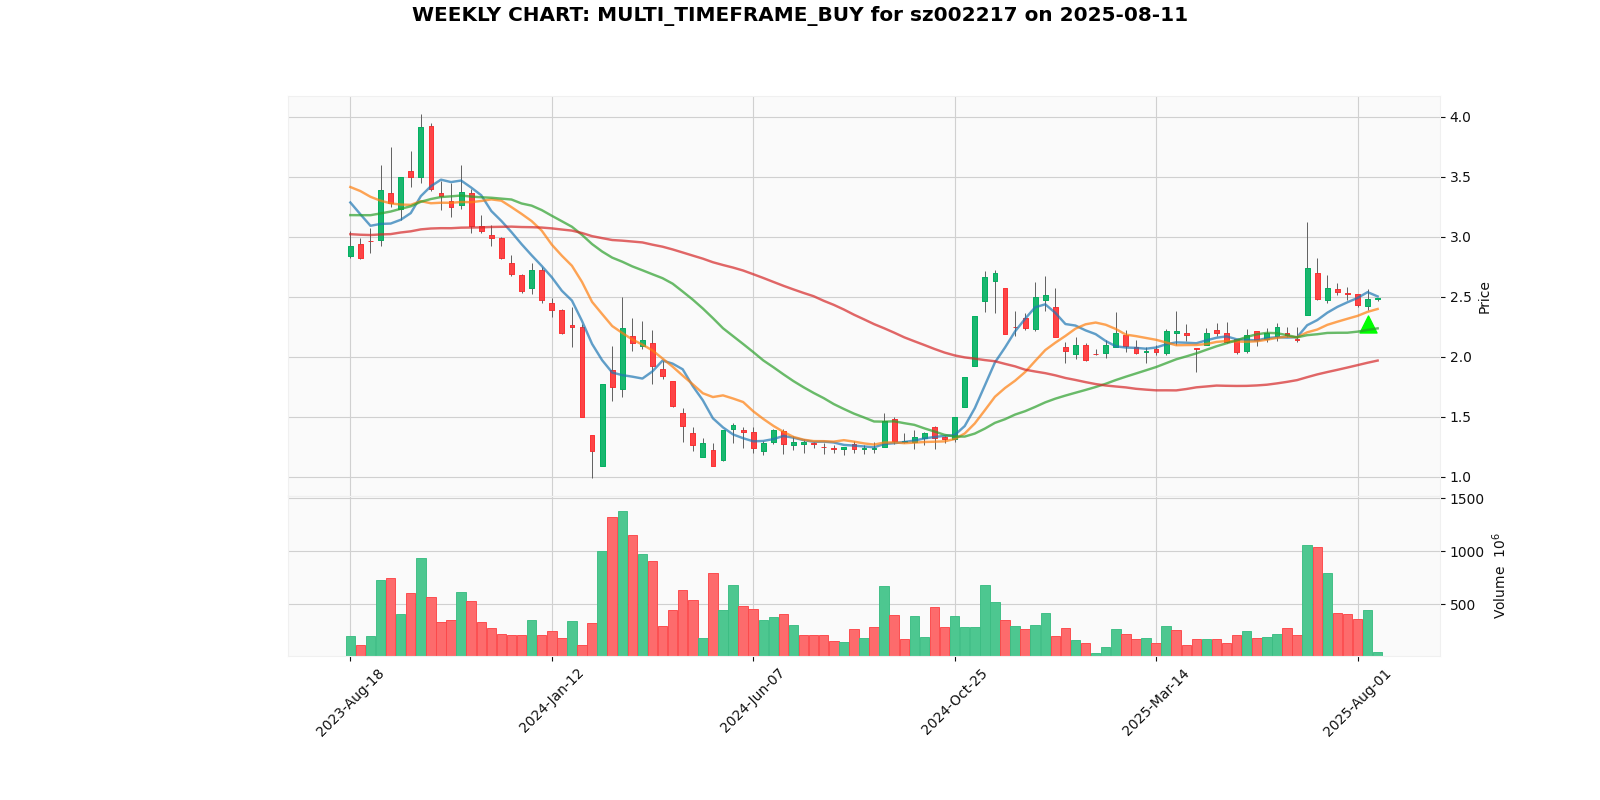 WEEKLY CHART: MULTI_TIMEFRAME_BUY for sz002217 on 2025-08-11
4.0
3.5
3.0
2.5
2.0
1.5
1.0
Price
1500
1000
500
Volume 10^6
2023-Aug-18
2024-Jan-12
2024-Jun-07
2024-Oct-25
2025-Mar-14
2025-Aug-01